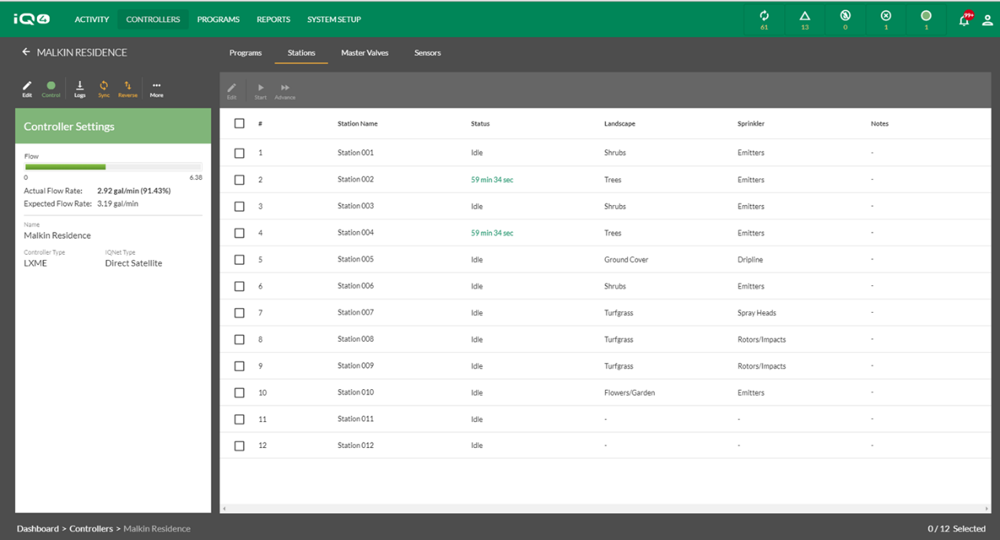 iQ4 ACTIVITY CONTROLLERS PROGRAMS REPORTS SYSTEM SETUP 61 13 0 1 1 99+
MALKIN RESIDENCE Programs Stations Master Valves Sensors
Edit Control Logs Sync Reverse More Edit Start Advance
Controller Settings
Flow
0 6.38
Actual Flow Rate: 2.92 gal/min (91.43%)
Expected Flow Rate: 3.19 gal/min
Name
Malkin Residence
Controller Type IQNet Type
LXME Direct Satellite
# Station Name Status Landscape Sprinkler Notes
1 Station 001 Idle Shrubs Emitters -
2 Station 002 59 min 34 sec Trees Emitters -
3 Station 003 Idle Shrubs Emitters -
4 Station 004 59 min 34 sec Trees Emitters -
5 Station 005 Idle Ground Cover Dripline -
6 Station 006 Idle Shrubs Emitters -
7 Station 007 Idle Turfgrass Spray Heads -
8 Station 008 Idle Turfgrass Rotors/Impacts -
9 Station 009 Idle Turfgrass Rotors/Impacts -
10 Station 010 Idle Flowers/Garden Emitters -
11 Station 011 Idle - - -
12 Station 012 Idle - - -
Dashboard > Controllers > Malkin Residence 0 / 12 Selected